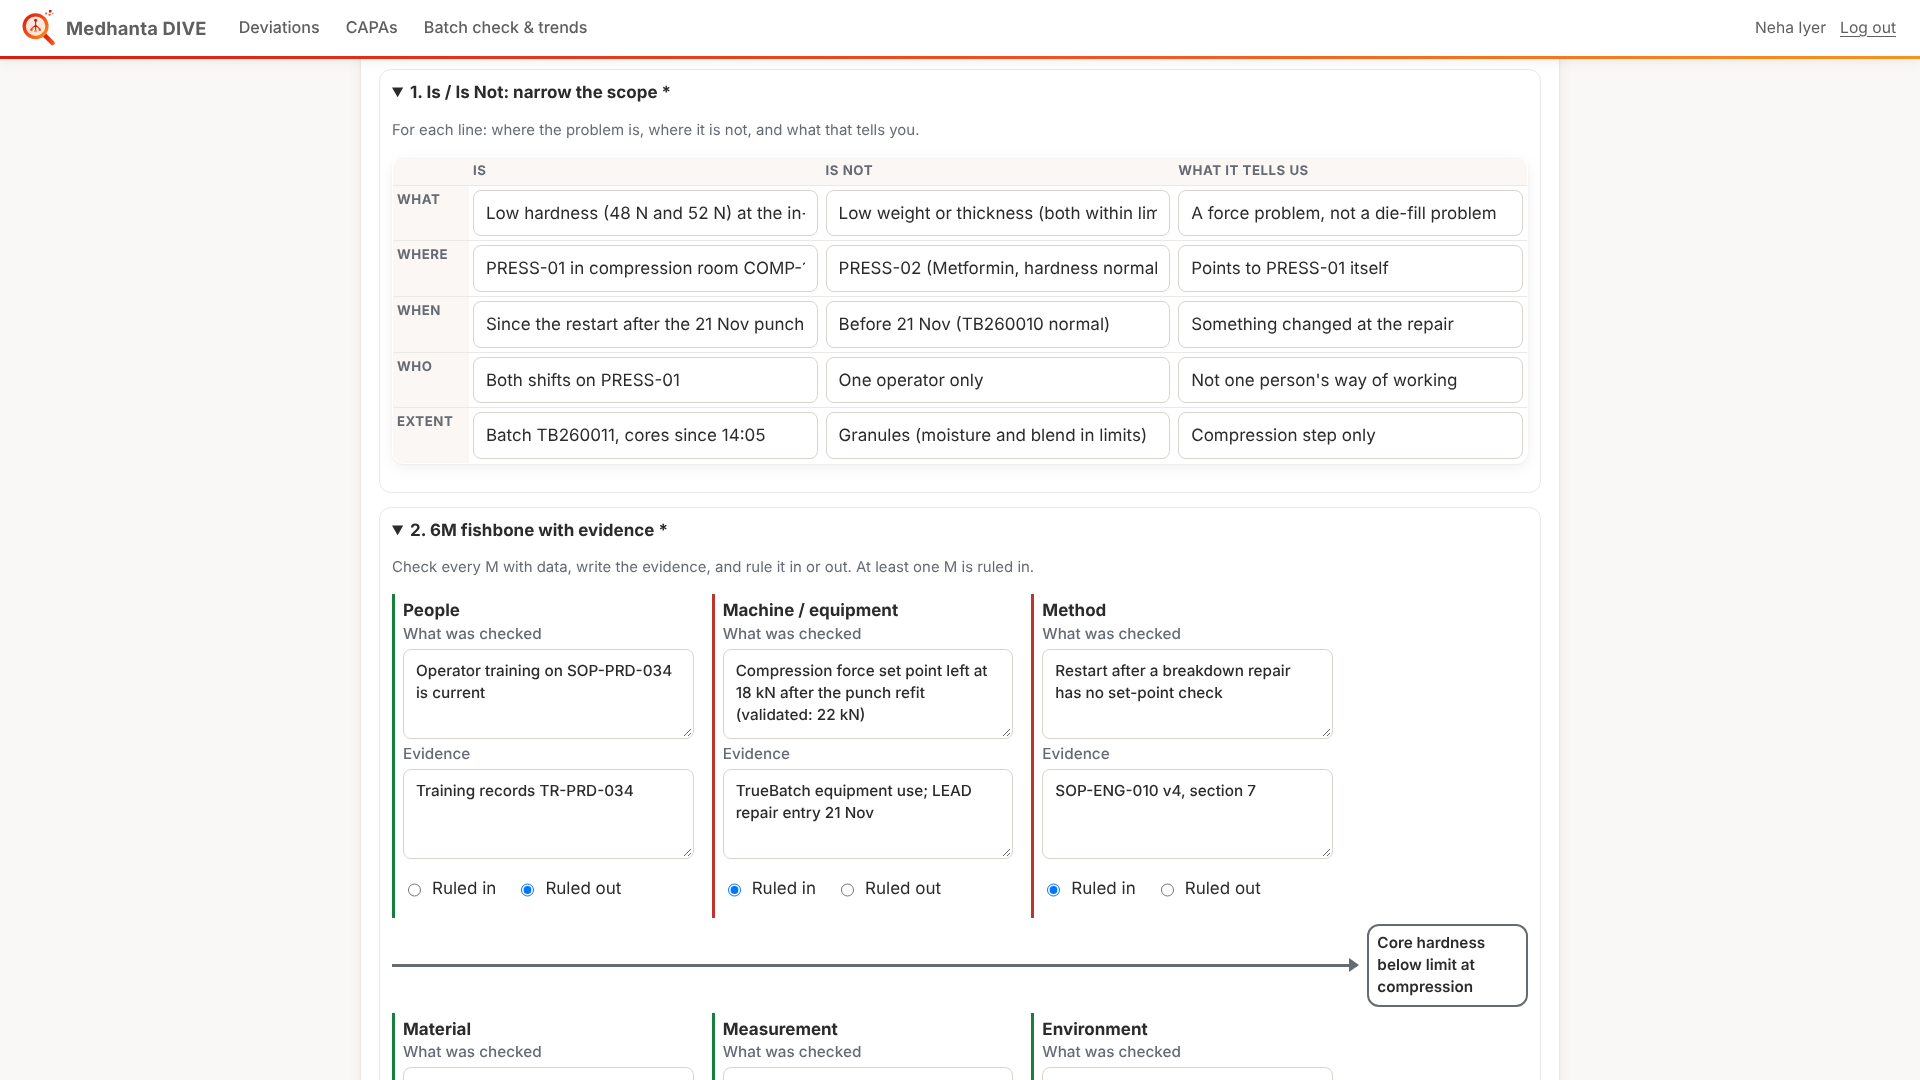 Medhanta DIVE
Deviations
CAPAs
Batch check & trends
Neha Iyer
Log out
▼ 1. Is / Is Not: narrow the scope *
For each line: where the problem is, where it is not, and what that tells you.
IS
IS NOT
WHAT IT TELLS US
WHAT
Low hardness (48 N and 52 N) at the in-
Low weight or thickness (both within lim
A force problem, not a die-fill problem
WHERE
PRESS-01 in compression room COMP-
PRESS-02 (Metformin, hardness normal
Points to PRESS-01 itself
WHEN
Since the restart after the 21 Nov punch
Before 21 Nov (TB260010 normal)
Something changed at the repair
WHO
Both shifts on PRESS-01
One operator only
Not one person's way of working
EXTENT
Batch TB260011, cores since 14:05
Granules (moisture and blend in limits)
Compression step only
▼ 2. 6M fishbone with evidence *
Check every M with data, write the evidence, and rule it in or out. At least one M is ruled in.
People
What was checked
Operator training on SOP-PRD-034
is current
Evidence
Training records TR-PRD-034
Ruled in
Ruled out
Machine / equipment
What was checked
Compression force set point left at
18 kN after the punch refit
(validated: 22 kN)
Evidence
TrueBatch equipment use; LEAD
repair entry 21 Nov
Ruled in
Ruled out
Method
What was checked
Restart after a breakdown repair
has no set-point check
Evidence
SOP-ENG-010 v4, section 7
Ruled in
Ruled out
Core hardness
below limit at
compression
Material
What was checked
Measurement
What was checked
Environment
What was checked